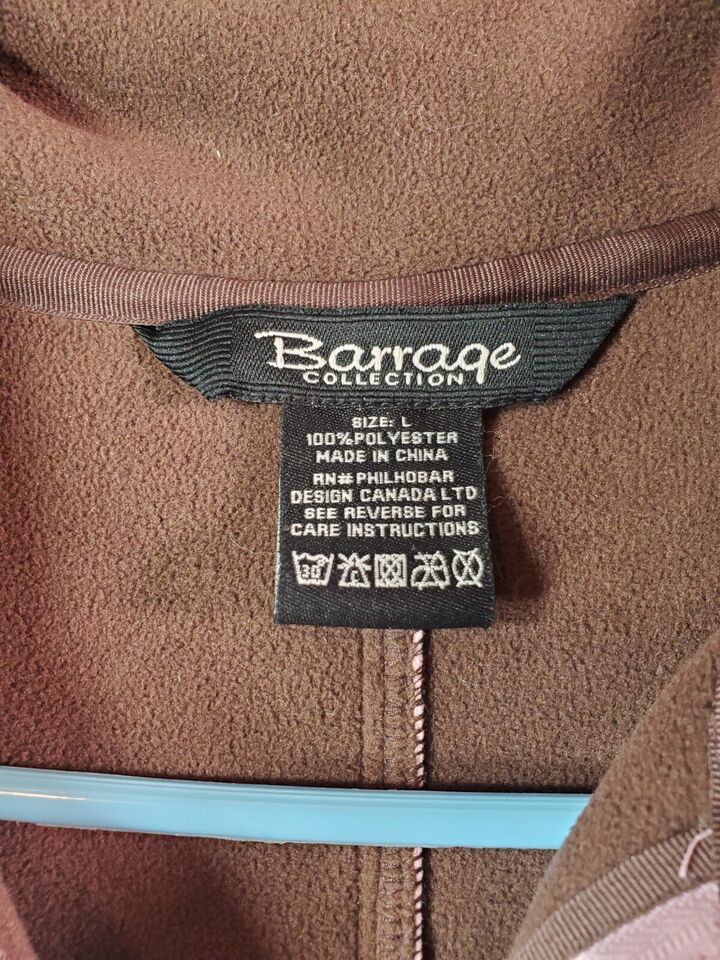 Barrage
COLLECTION
SIZE: L
100%POLYESTER
MADE IN CHINA
RN# PHILHOBAR
DESIGN CANADA LTD
SEE REVERSE FOR
CARE INSTRUCTIONS
30